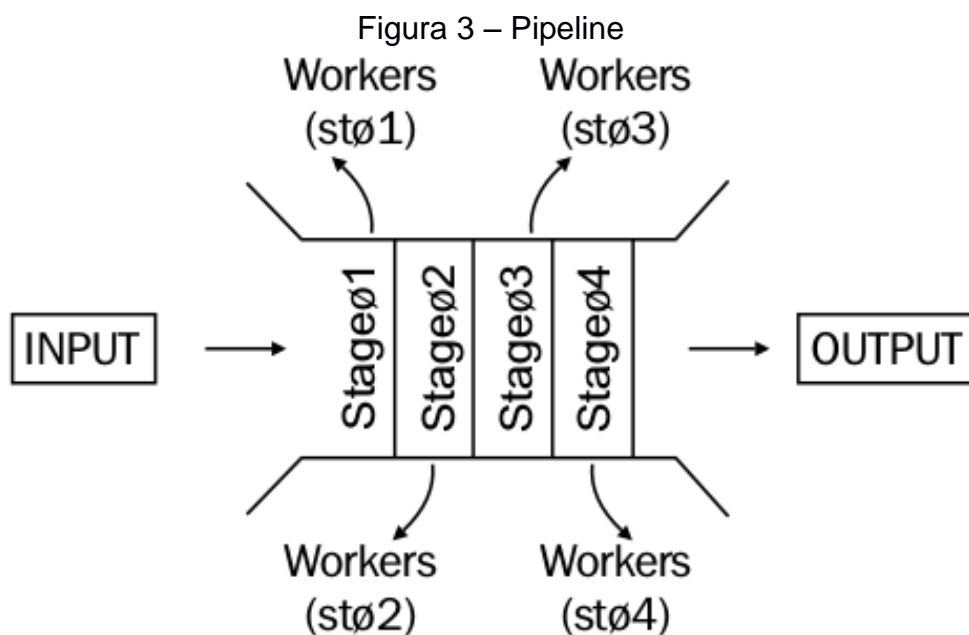 Figura 3 – Pipeline
Workers
(stø1)
Workers
(stø3)
INPUT
Stageø1
Stageø2
Stageø3
Stageø4
OUTPUT
Workers
(stø2)
Workers
(stø4)